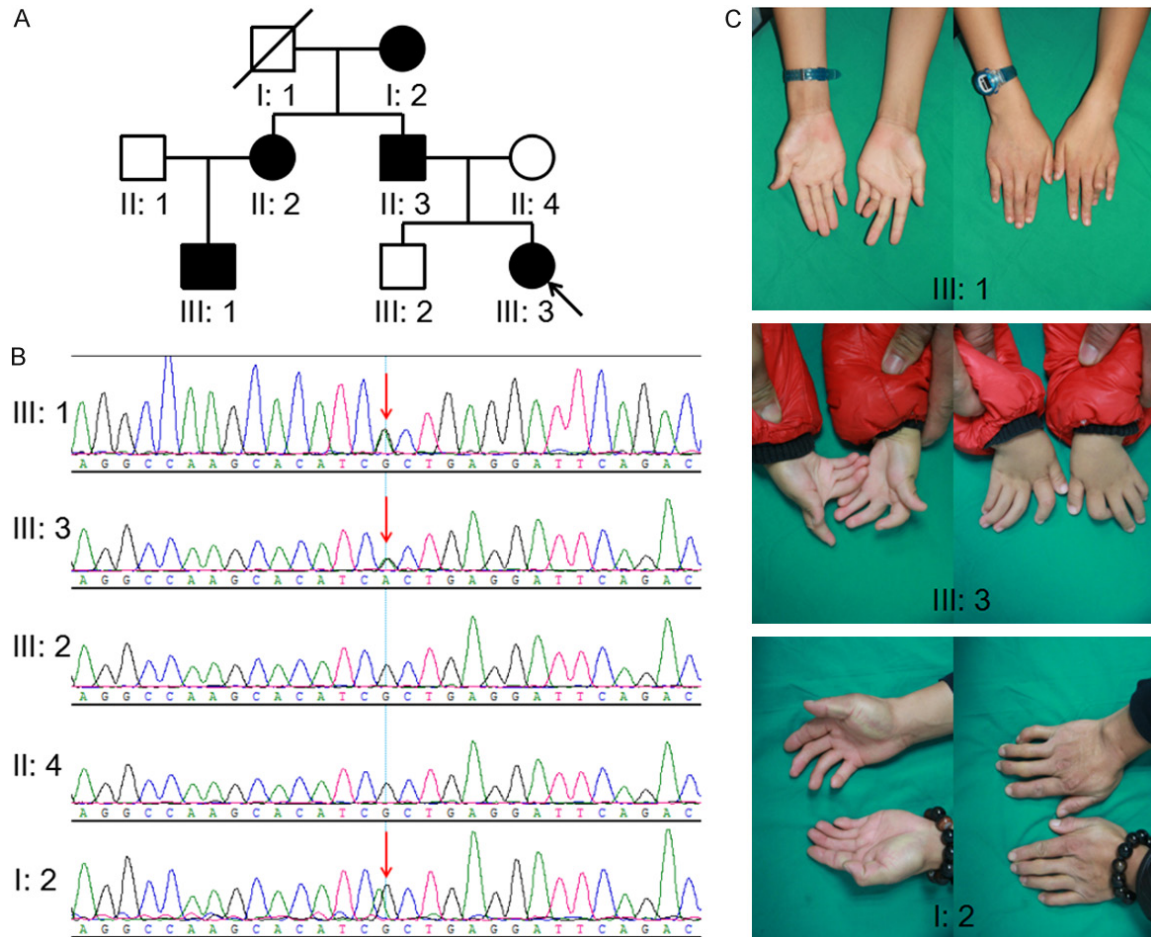 A
I: 1
I: 2
II: 1
II: 2
II: 3
II: 4
III: 1
III: 2
III: 3
B
III: 1
A G G C C A A G C A C A T C G C T G A G G A T T C A G A C
III: 3
A G G C C A A G C A C A T C A C T G A G G A T T C A G A C
III: 2
A G G C C A A G C A C A T C G C T G A G G A T T C A G A C
II: 4
A G G C C A A G C A C A T C G C T G A G G A T T C A G A C
I: 2
A G G C C A A G C A C A T C G C T G A G G A T T C A G A C
C
III: 1
III: 3
I: 2